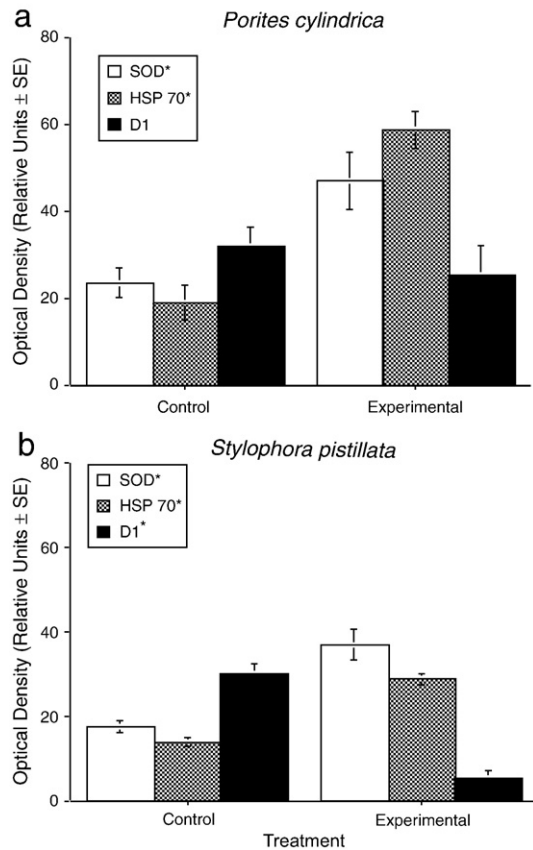 a
Porites cylindrica
Optical Density (Relative Units ± SE)
80
60
40
20
0
SOD*
HSP 70*
D1
Control
Experimental
b
Stylophora pistillata
Optical Density (Relative Units ± SE)
80
60
40
20
0
SOD*
HSP 70*
D1*
Control
Experimental
Treatment